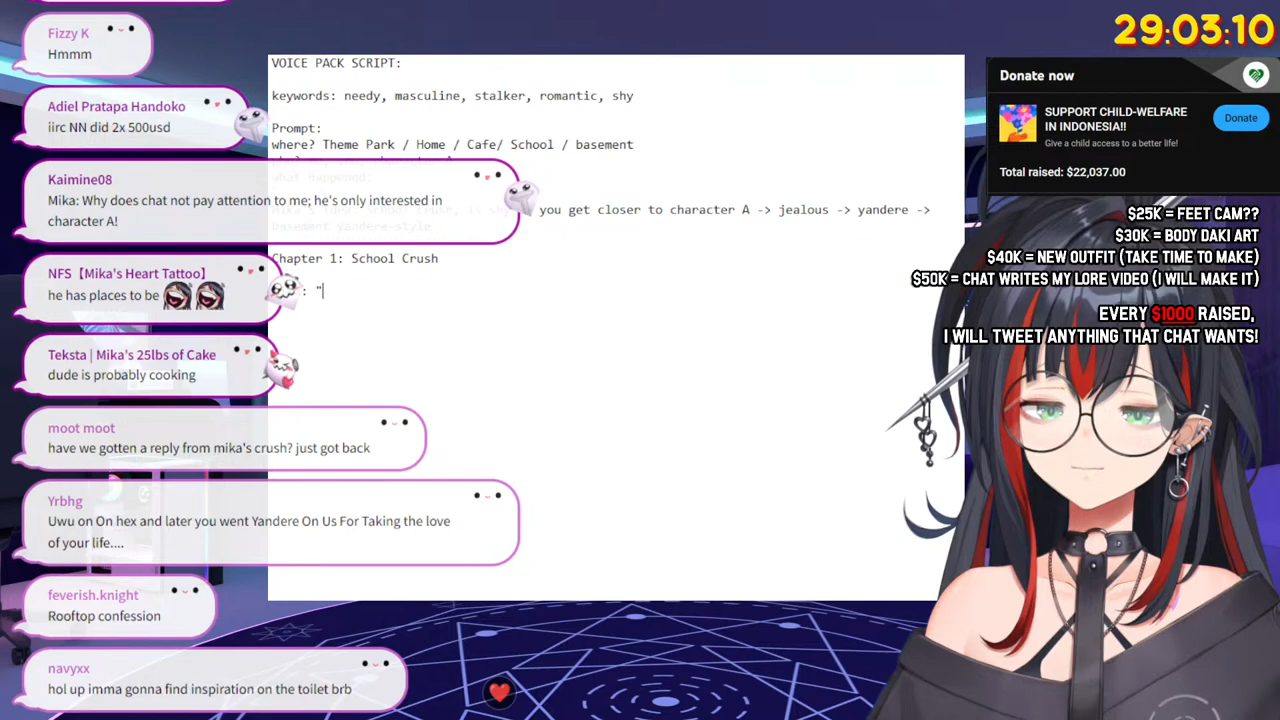 Fizzy K
Hmmm
Adiel Pratapa Handoko
iirc NN did 2x 500usd
Kaimine08
Mika: Why does chat not pay attention to me; he's only interested in
character A!
NFS【Mika's Heart Tattoo】
he has places to be
Teksta | Mika's 25lbs of Cake
dude is probably cooking
moot moot
have we gotten a reply from mika's crush? just got back
Yrbhg
Uwu on On hex and later you went Yandere On Us For Taking the love
of your life....
feverish.knight
Rooftop confession
navyxx
hol up imma gonna find inspiration on the toilet brb
VOICE PACK SCRIPT:
keywords: needy, masculine, stalker, romantic, shy
Prompt:
where? Theme Park / Home / Cafe/ School / basement
what happened:
you get closer to character A -> jealous -> yandere ->
basement yandere-style
Chapter 1: School Crush
: "
29:03:10
Donate now
SUPPORT CHILD-WELFARE
IN INDONESIA!!
Give a child access to a better life!
Donate
Total raised: $22,037.00
$25K = FEET CAM??
$30K = BODY DAKI ART
$40K = NEW OUTFIT (TAKE TIME TO MAKE)
$50K = CHAT WRITES MY LORE VIDEO (I WILL MAKE IT)
EVERY $1000 RAISED,
I WILL TWEET ANYTHING THAT CHAT WANTS!